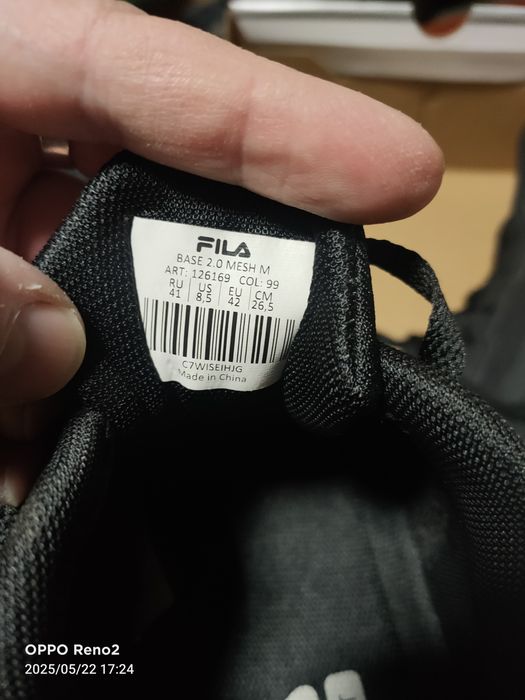 FILA
BASE 2.0 MESH M
ART: 126169 COL: 99
RU US EU CM
41 8,5 42 26,5
C7WISEIHJG
Made in China
OPPO Reno2
2025/05/22 17:24